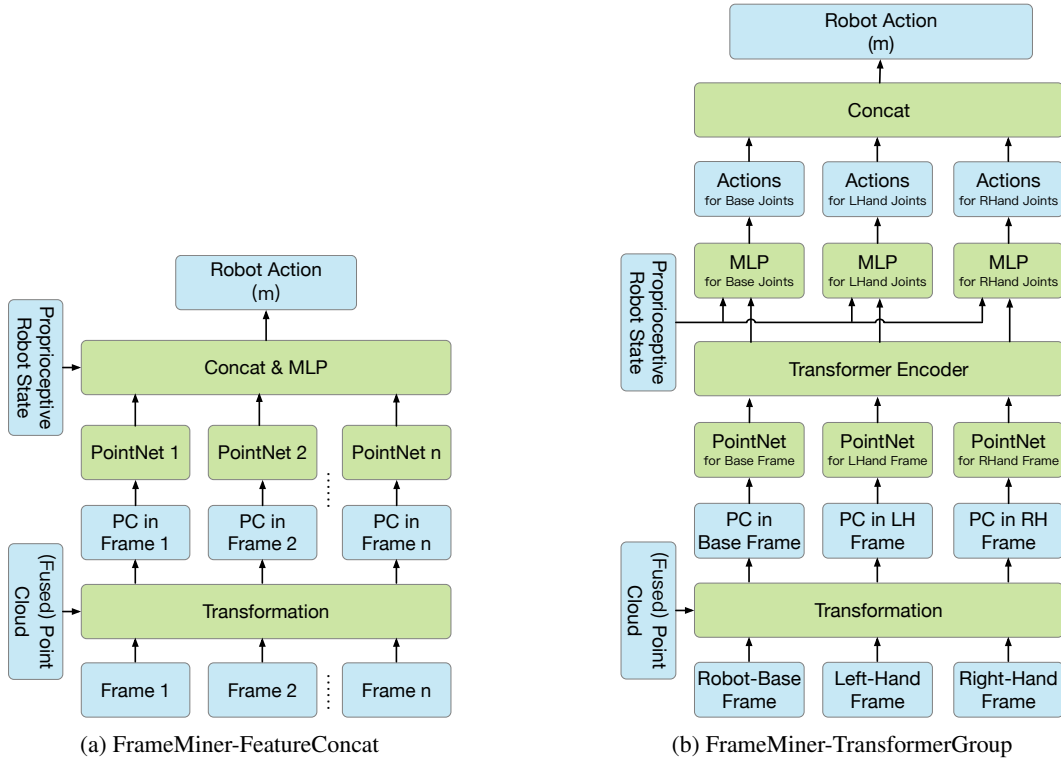 Robot Action
(m)
Proprioceptive
Robot State
Concat & MLP
PointNet 1
PointNet 2
PointNet n
PC in
Frame 1
PC in
Frame 2
PC in
Frame n
(Fused) Point
Cloud
Transformation
Frame 1
Frame 2
Frame n
(a) FrameMiner-FeatureConcat
Robot Action
(m)
Concat
Actions
for Base Joints
Actions
for LHand Joints
Actions
for RHand Joints
MLP
for Base Joints
MLP
for LHand Joints
MLP
for RHand Joints
Proprioceptive
Robot State
Transformer Encoder
PointNet
for Base Frame
PointNet
for LHand Frame
PointNet
for RHand Frame
PC in
Base Frame
PC in LH
Frame
PC in RH
Frame
(Fused) Point
Cloud
Transformation
Robot-Base
Frame
Left-Hand
Frame
Right-Hand
Frame
(b) FrameMiner-TransformerGroup